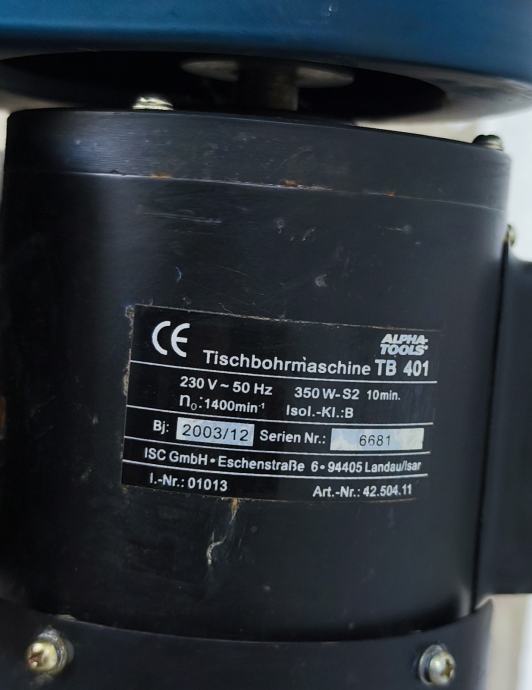 CE ALPHA-TOOLS
Tischbohrmaschine TB 401
230 V ~ 50 Hz 350 W - S2 10min.
n₀:1400min⁻¹ Isol.-Kl.:B
Bj: 2003/12 Serien Nr.: 6681
ISC GmbH • Eschenstraße 6 • 94405 Landau/Isar
I.-Nr.: 01013 Art.-Nr.: 42.504.11